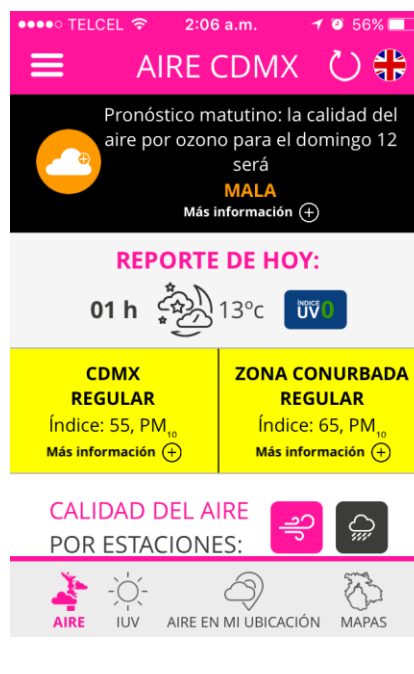 TELCEL 2:06 a.m. 56%
AIRE CDMX
Pronóstico matutino: la calidad del
aire por ozono para el domingo 12
será
MALA
Más información
REPORTE DE HOY:
01 h 13°c ÍNDICE UV 0
CDMX
REGULAR
Índice: 55, PM10
Más información
ZONA CONURBADA
REGULAR
Índice: 65, PM10
Más información
CALIDAD DEL AIRE
POR ESTACIONES:
AIRE IUV AIRE EN MI UBICACIÓN MAPAS